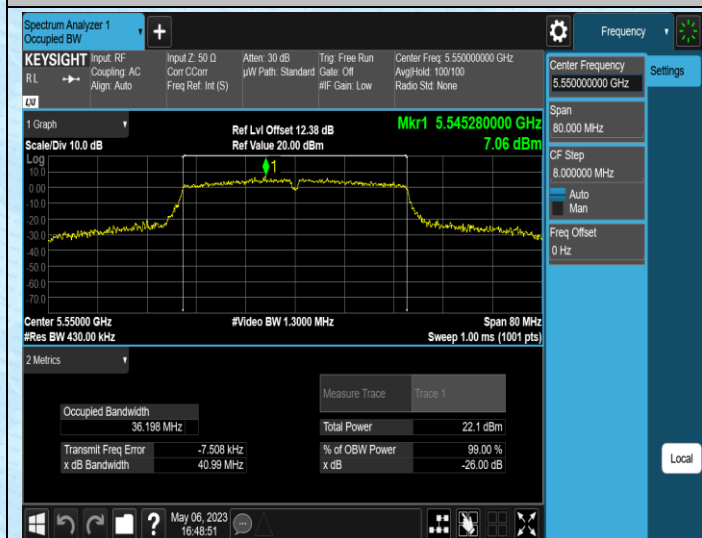 Spectrum Analyzer 1
Occupied BW
+
Frequency
KEYSIGHT
R L
LXI
Input: RF
Coupling: AC
Align: Auto
Input Z: 50 Ω
Corr CCorr
Freq Ref: Int (S)
Atten: 30 dB
µW Path: Standard
Trig: Free Run
Gate: Off
#IF Gain: Low
Center Freq: 5.550000000 GHz
Avg|Hold: 100/100
Radio Std: None
Center Frequency
5.550000000 GHz
Settings
Span
80.000 MHz
CF Step
8.000000 MHz
Auto
Man
Freq Offset
0 Hz
1 Graph
Scale/Div 10.0 dB
Ref Lvl Offset 12.38 dB
Ref Value 20.00 dBm
Mkr1 5.545280000 GHz
7.06 dBm
Log
1
10.0
0.00
-10.0
-20.0
-30.0
-40.0
-50.0
-60.0
-70.0
Center 5.55000 GHz
#Video BW 1.3000 MHz
Span 80 MHz
#Res BW 430.00 kHz
Sweep 1.00 ms (1001 pts)
2 Metrics
Measure Trace
Trace 1
Occupied Bandwidth
36.198 MHz
Total Power
22.1 dBm
Transmit Freq Error
-7.508 kHz
% of OBW Power
99.00 %
x dB Bandwidth
40.99 MHz
x dB
-26.00 dB
Local
?
May 06, 2023
16:48:51